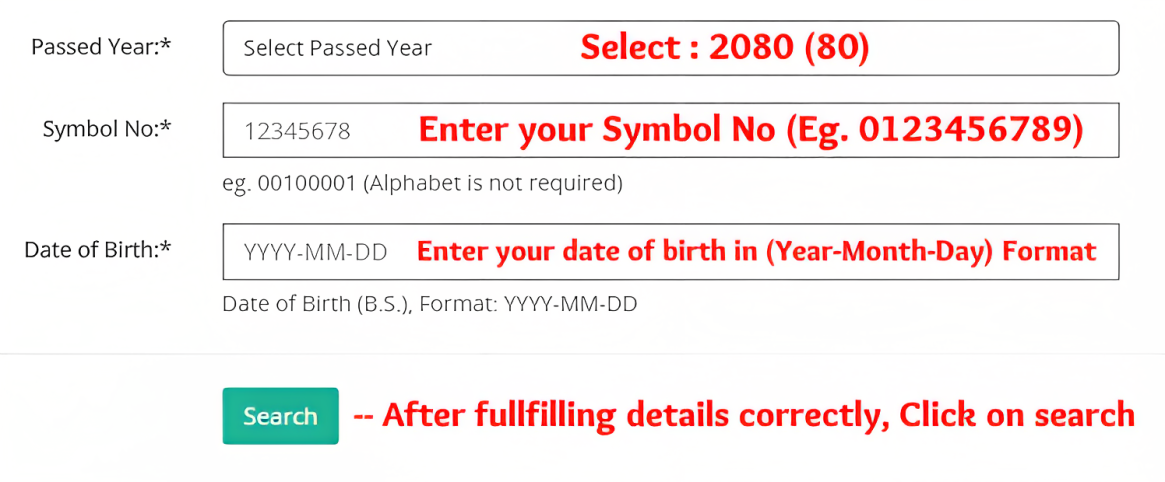 Passed Year:* Select Passed Year Select : 2080 (80)
Symbol No:* 12345678 Enter your Symbol No (Eg. 0123456789)
eg. 00100001 (Alphabet is not required)
Date of Birth:* YYYY-MM-DD Enter your date of birth in (Year-Month-Day) Format
Date of Birth (B.S.), Format: YYYY-MM-DD
Search -- After fullfilling details correctly, Click on search